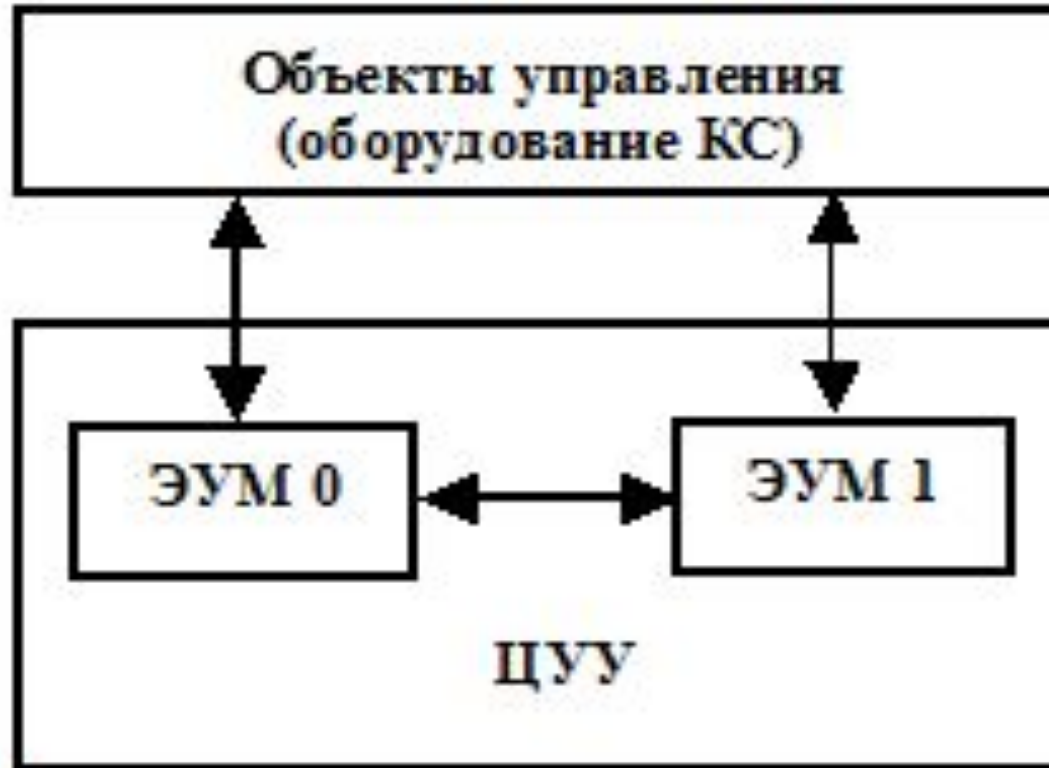 Объекты управления
(оборудование КС)
ЭУМ 0
ЭУМ 1
ЦУУ